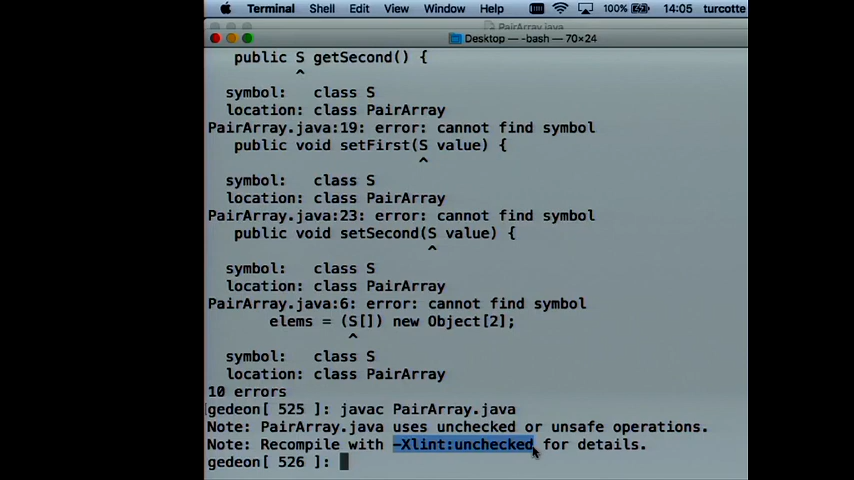 Terminal Shell Edit View Window Help 100% 14:05 turcotte
PairArray.java
Desktop — -bash — 70×24
public S getSecond() {
^
symbol: class S
location: class PairArray
PairArray.java:19: error: cannot find symbol
public void setFirst(S value) {
^
symbol: class S
location: class PairArray
PairArray.java:23: error: cannot find symbol
public void setSecond(S value) {
^
symbol: class S
location: class PairArray
PairArray.java:6: error: cannot find symbol
elems = (S[]) new Object[2];
^
symbol: class S
location: class PairArray
10 errors
gedeon[ 525 ]: javac PairArray.java
Note: PairArray.java uses unchecked or unsafe operations.
Note: Recompile with -Xlint:unchecked for details.
gedeon[ 526 ]: